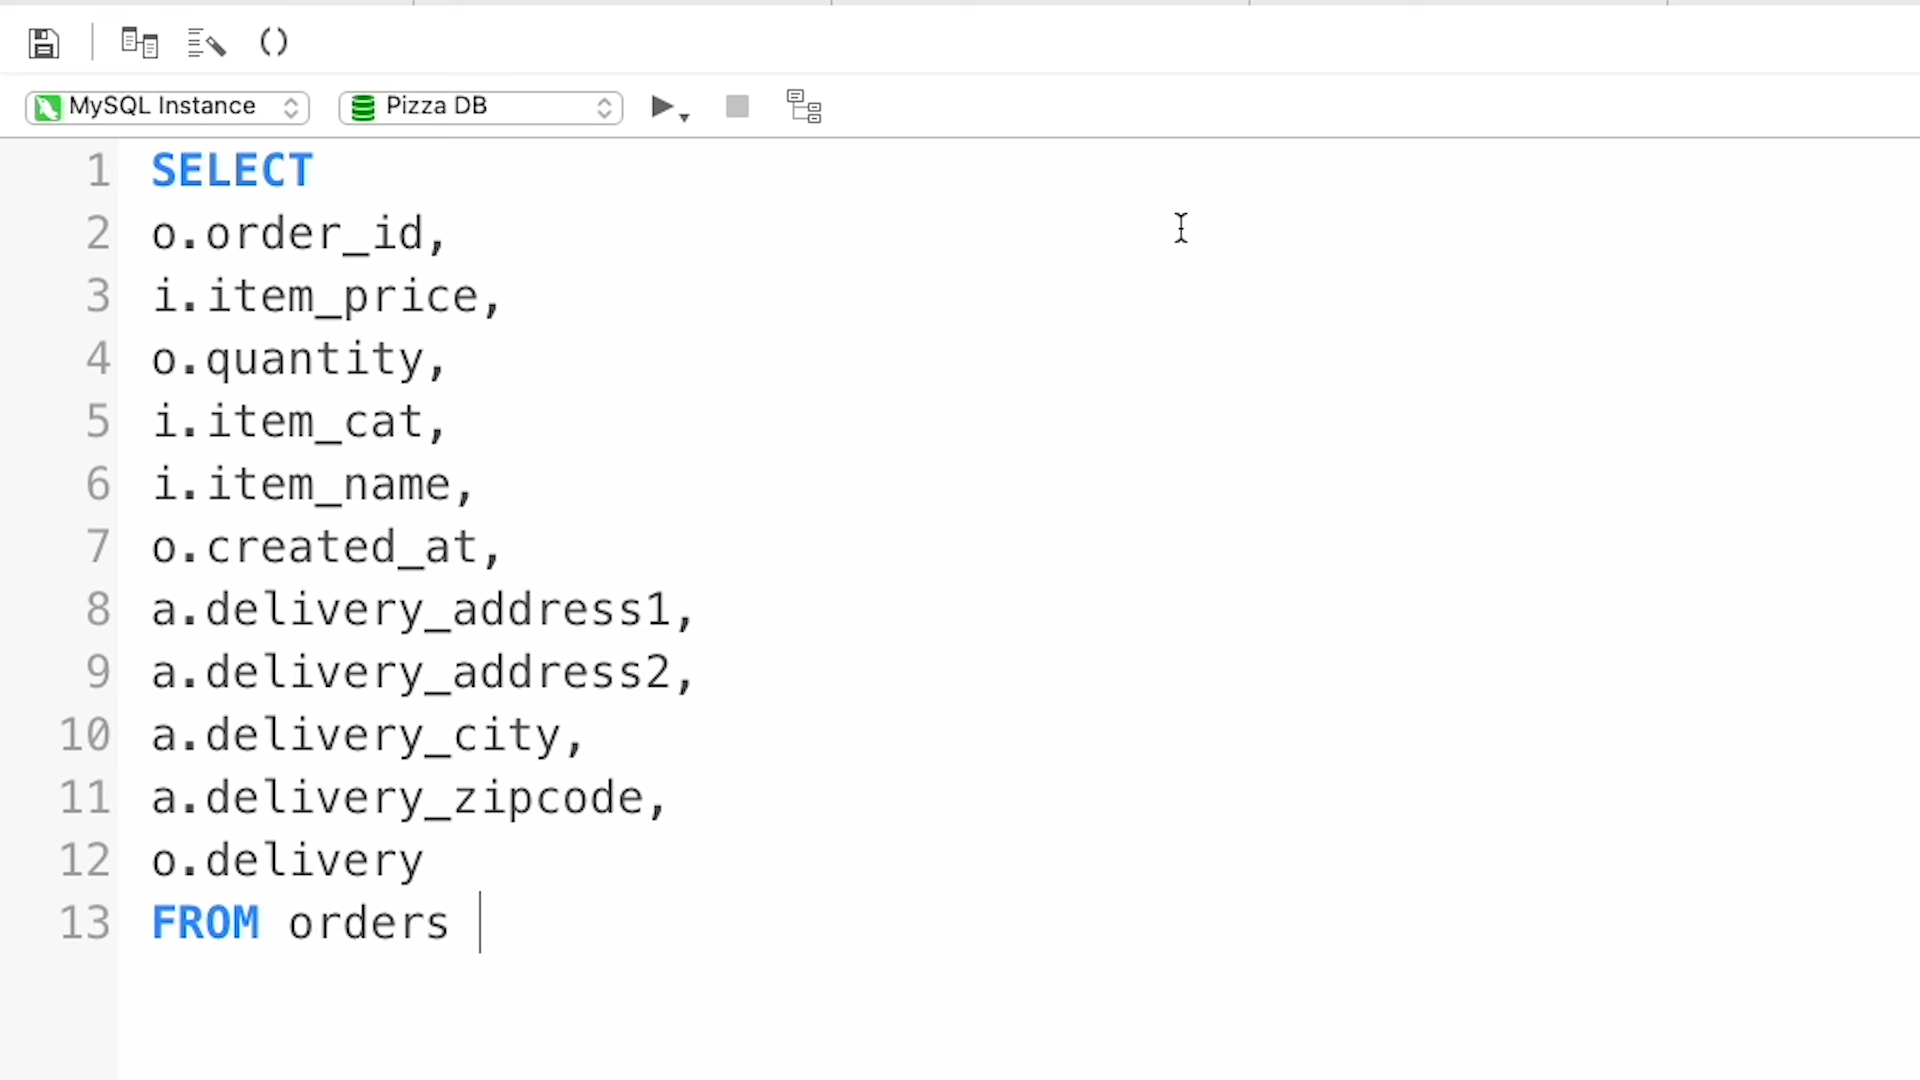 MySQL Instance Pizza DB
1 SELECT
2 o.order_id,
3 i.item_price,
4 o.quantity,
5 i.item_cat,
6 i.item_name,
7 o.created_at,
8 a.delivery_address1,
9 a.delivery_address2,
10 a.delivery_city,
11 a.delivery_zipcode,
12 o.delivery
13 FROM orders